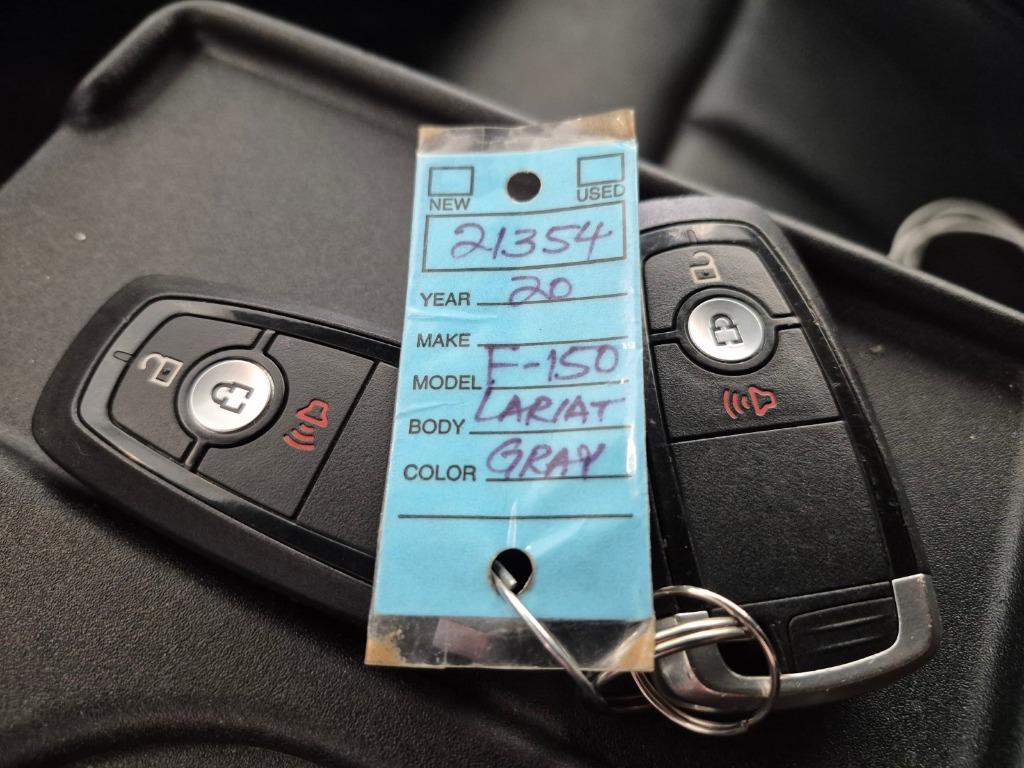 NEW USED
21354
YEAR 20
MAKE
MODEL F-150
BODY LARIAT
COLOR GRAY